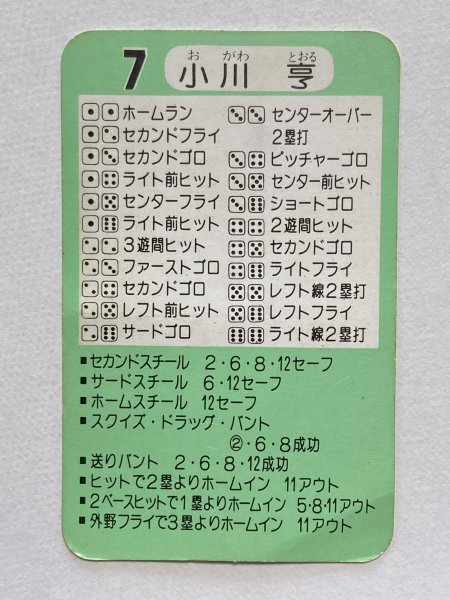 7 小川 亨
お がわ とおる
ホームラン
セカンドフライ
セカンドゴロ
ライト前ヒット
センターフライ
ライト前ヒット
3遊間ヒット
ファーストゴロ
セカンドゴロ
レフト前ヒット
サードゴロ
センターオーバー
2塁打
ピッチャーゴロ
センター前ヒット
ショートゴロ
2遊間ヒット
セカンドゴロ
ライトフライ
レフト線2塁打
レフトフライ
ライト線2塁打
■セカンドスチール 2・6・8・12セーフ
■サードスチール 6・12セーフ
■ホームスチール 12セーフ
■スクイズ・ドラッグ・バント
②・6・8成功
■送りバント 2・6・8・12成功
■ヒットで2塁よりホームイン 11アウト
■2ベースヒットで1塁よりホームイン 5・8・11アウト
■外野フライで3塁よりホームイン 11アウト